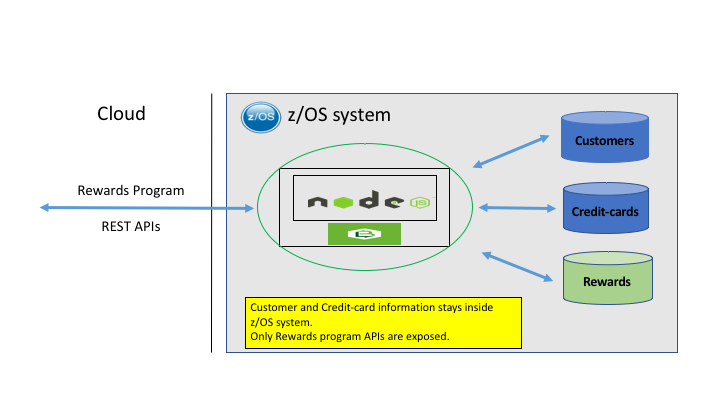 Cloud
z/OS
z/OS system
Customers
Rewards Program
node
JS
Credit-cards
REST APIs
Rewards
Customer and Credit-card information stays inside
z/OS system.
Only Rewards program APIs are exposed.